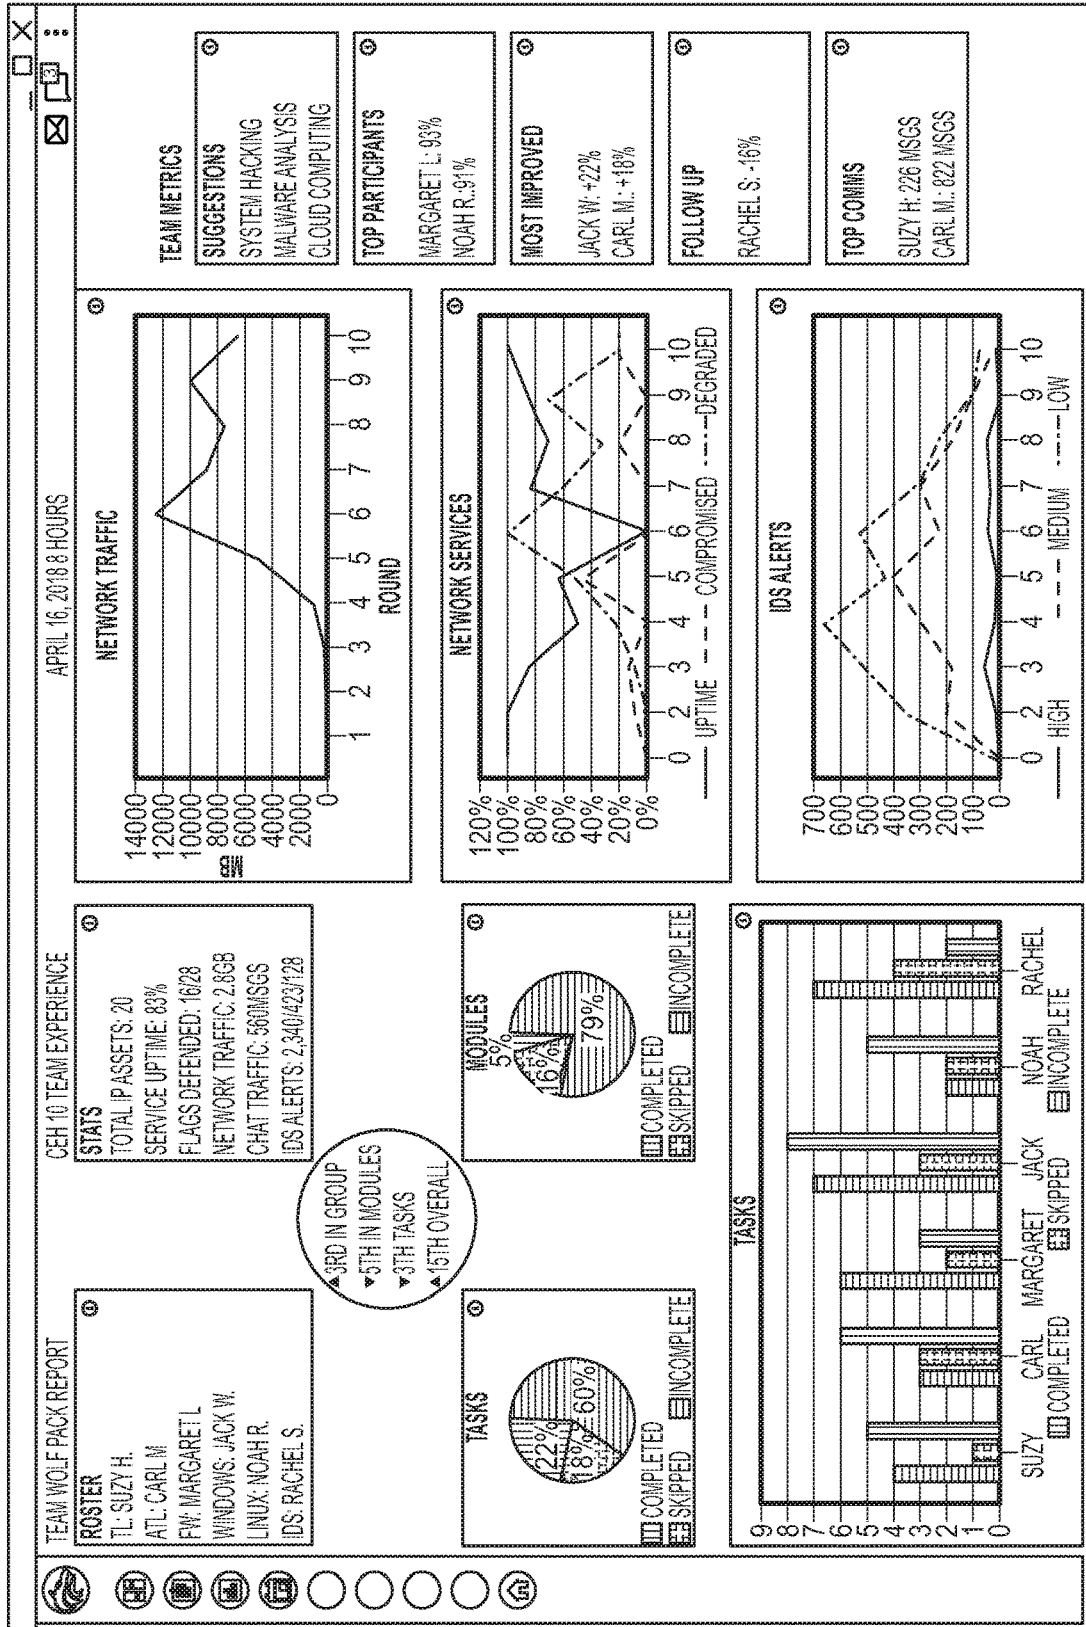 TEAM WOLF PACK REPORT
CEH 10 TEAM EXPERIENCE
APRIL 16, 2018 8 HOURS
3
ROSTER
TL: SUZY H.
ATL: CARL M
FW: MARGARET L
WINDOWS: JACK W.
LINUX: NOAH R.
IDS: RACHEL S.
STATS
TOTAL IP ASSETS: 20
SERVICE UPTIME: 83%
FLAGS DEFENDED: 16/28
NETWORK TRAFFIC: 2.8GB
CHAT TRAFFIC: 560MSGS
IDS ALERTS: 2,340/423/128
▲3RD IN GROUP
▼5TH IN MODULES
▼3TH TASKS
▲15TH OVERALL
TASKS
22%
18%
60%
COMPLETED
SKIPPED
INCOMPLETE
MODULES
5%
16%
79%
COMPLETED
SKIPPED
INCOMPLETE
TASKS
9
8
7
6
5
4
3
2
1
0
SUZY CARL MARGARET JACK NOAH RACHEL
COMPLETED SKIPPED INCOMPLETE
NETWORK TRAFFIC
14000
12000
10000
8000
6000
4000
2000
0
MB
1 2 3 4 5 6 7 8 9 10
ROUND
NETWORK SERVICES
120%
100%
80%
60%
40%
20%
0%
0 2 3 4 5 6 7 8 9 10
UPTIME COMPROMISED DEGRADED
IDS ALERTS
700
600
500
400
300
200
100
0
0 2 3 4 5 6 7 8 9 10
HIGH MEDIUM LOW
TEAM METRICS
SUGGESTIONS
SYSTEM HACKING
MALWARE ANALYSIS
CLOUD COMPUTING
TOP PARTICIPANTS
MARGARET L: 93%
NOAH R.:91%
MOST IMPROVED
JACK W: +22%
CARL M.: +18%
FOLLOW UP
RACHEL S: -16%
TOP COMMS
SUZY H: 226 MSGS
CARL M.: 822 MSGS